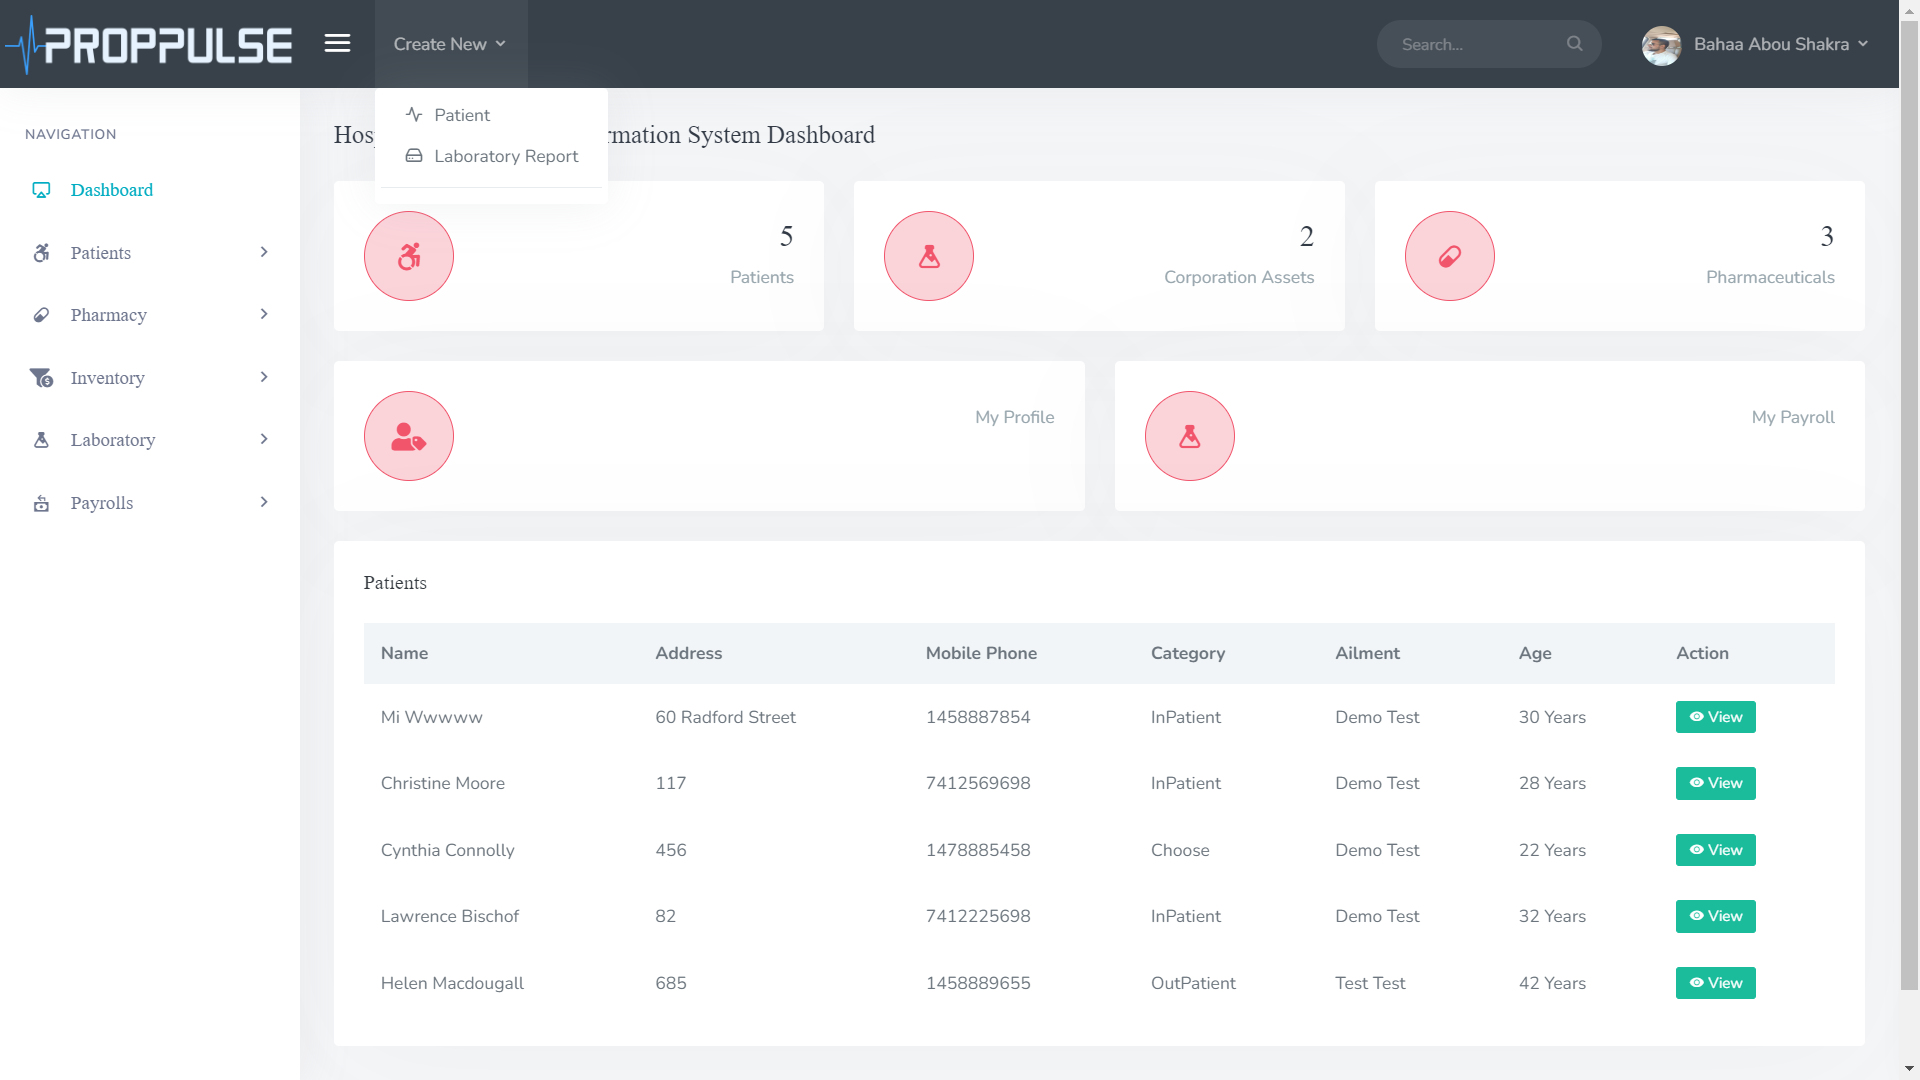 PROPPULSE
Create New
Search...
Bahaa Abou Shakra
Patient
Laboratory Report
NAVIGATION
Dashboard
Patients
Pharmacy
Inventory
Laboratory
Payrolls
System Dashboard
5
Patients
2
Corporation Assets
3
Pharmaceuticals
My Profile
My Payroll
Patients
Name Address Mobile Phone Category Ailment Age Action
Mi Wwwww 60 Radford Street 1458887854 InPatient Demo Test 30 Years View
Christine Moore 117 7412569698 InPatient Demo Test 28 Years View
Cynthia Connolly 456 1478885458 Choose Demo Test 22 Years View
Lawrence Bischof 82 7412225698 InPatient Demo Test 32 Years View
Helen Macdougall 685 1458889655 OutPatient Test Test 42 Years View